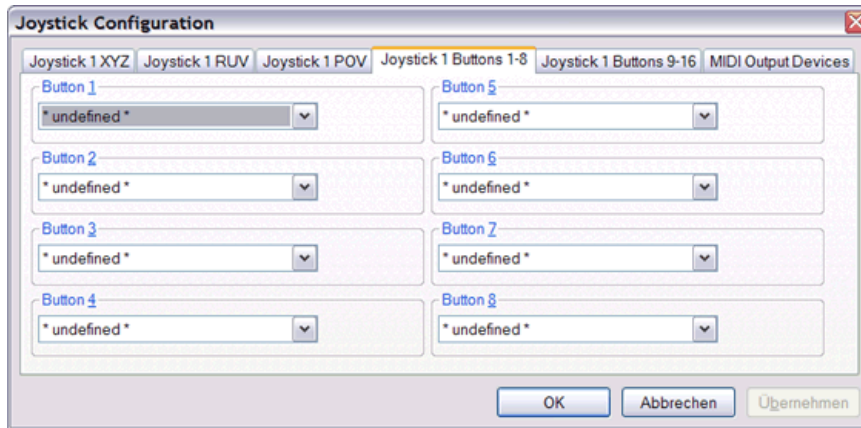 Joystick Configuration
Joystick 1 XYZ Joystick 1 RUV Joystick 1 POV Joystick 1 Buttons 1-8 Joystick 1 Buttons 9-16 MIDI Output Devices
Button 1 Button 5
* undefined * * undefined *
Button 2 Button 6
* undefined * * undefined *
Button 3 Button 7
* undefined * * undefined *
Button 4 Button 8
* undefined * * undefined *
OK Abbrechen Übernehmen